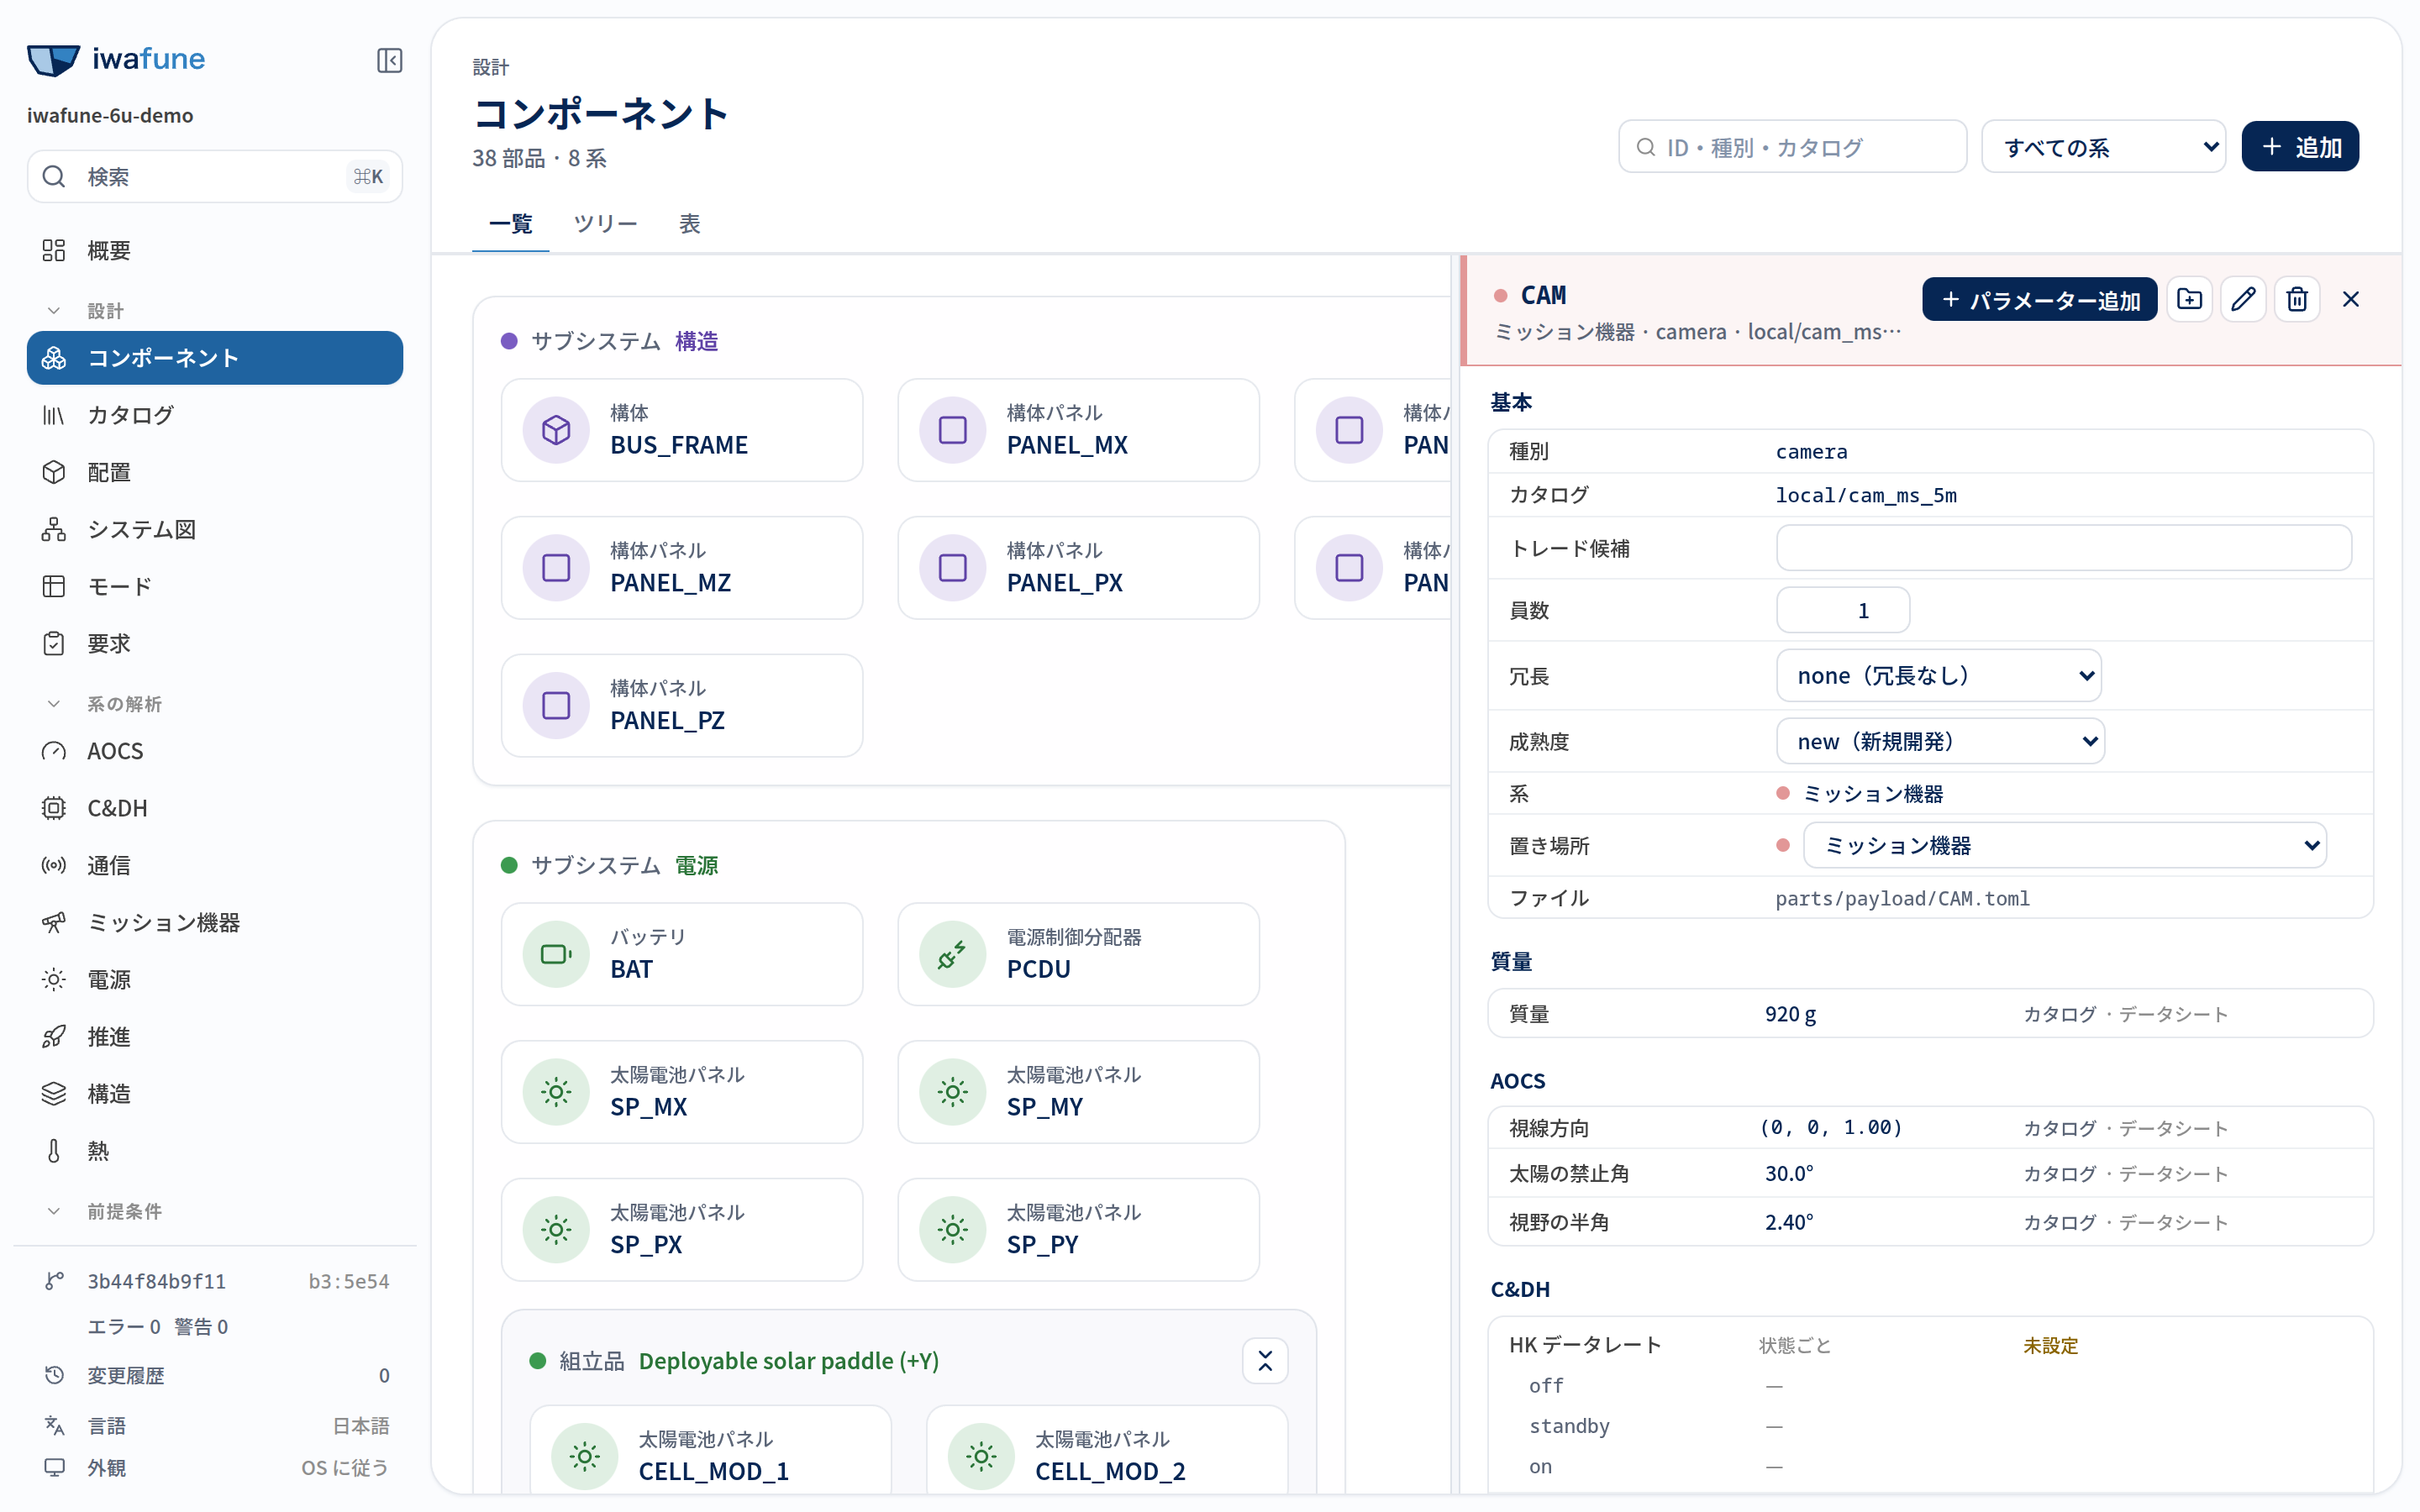 iwafune
iwafune-6u-demo
検索 ⌘K
概要
設計
コンポーネント
カタログ
配置
システム図
モード
要求
系の解析
AOCS
C&DH
通信
ミッション機器
電源
推進
構造
熱
前提条件
3b44f84b9f11 b3:5e54
エラー 0 警告 0
変更履歴 0
言語 日本語
外観 OS に従う
設計
コンポーネント
38 部品・8 系
ID・種別・カタログ
すべての系
追加
一覧 ツリー 表
サブシステム 構造
構体
BUS_FRAME
構体パネル
PANEL_MX
構体パ
PAN
構体パネル
PANEL_MZ
構体パネル
PANEL_PX
構体パ
PAN
構体パネル
PANEL_PZ
サブシステム 電源
バッテリ
BAT
電源制御分配器
PCDU
太陽電池パネル
SP_MX
太陽電池パネル
SP_MY
太陽電池パネル
SP_PX
太陽電池パネル
SP_PY
組立品 Deployable solar paddle (+Y)
太陽電池パネル
CELL_MOD_1
太陽電池パネル
CELL_MOD_2
CAM
ミッション機器・camera・local/cam_ms…
パラメーター追加
基本
種別 camera
カタログ local/cam_ms_5m
トレード候補
員数 1
冗長 none（冗長なし）
成熟度 new（新規開発）
系 ミッション機器
置き場所 ミッション機器
ファイル parts/payload/CAM.toml
質量
質量 920 g カタログ・データシート
AOCS
視線方向 (0, 0, 1.00) カタログ・データシート
太陽の禁止角 30.0° カタログ・データシート
視野の半角 2.40° カタログ・データシート
C&DH
HK データレート 状態ごと 未設定
off —
standby —
on —